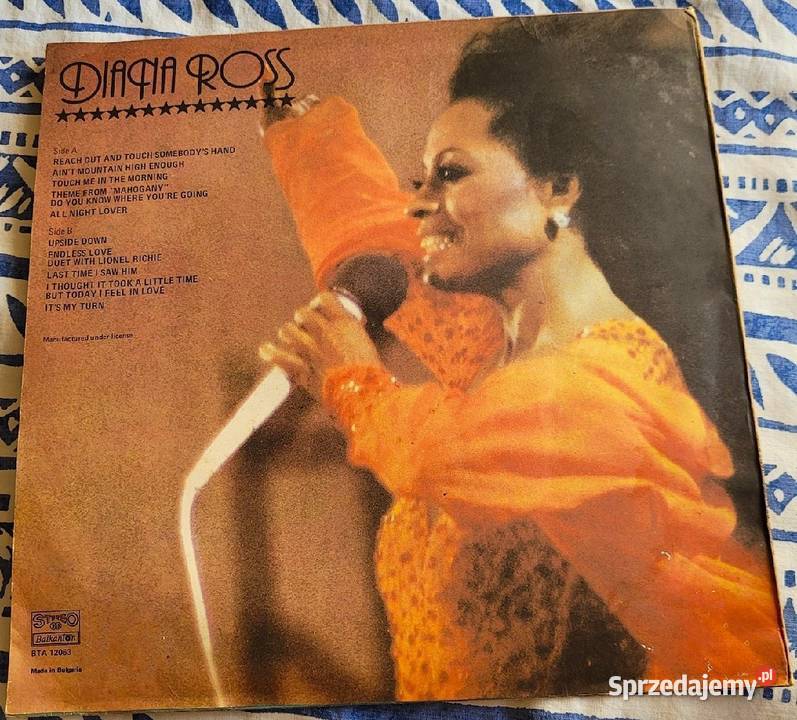 DIANA ROSS
Side A
REACH OUT AND TOUCH SOMEBODY'S HAND
AIN'T MOUNTAIN HIGH ENOUGH
TOUCH ME IN THE MORNING
THEME FROM "MAHOGANY"
DO YOU KNOW WHERE YOU'RE GOING
ALL NIGHT LOVER
Side B
UPSIDE DOWN
ENDLESS LOVE
DUET WITH LIONEL RICHIE
LAST TIME I SAW HIM
I THOUGHT IT TOOK A LITTLE TIME
BUT TODAY I FEEL IN LOVE
IT'S MY TURN
Manufactured under license
STEREO
Balkanton
BTA 12063
Made in Bulgaria
Sprzedajemy.pl